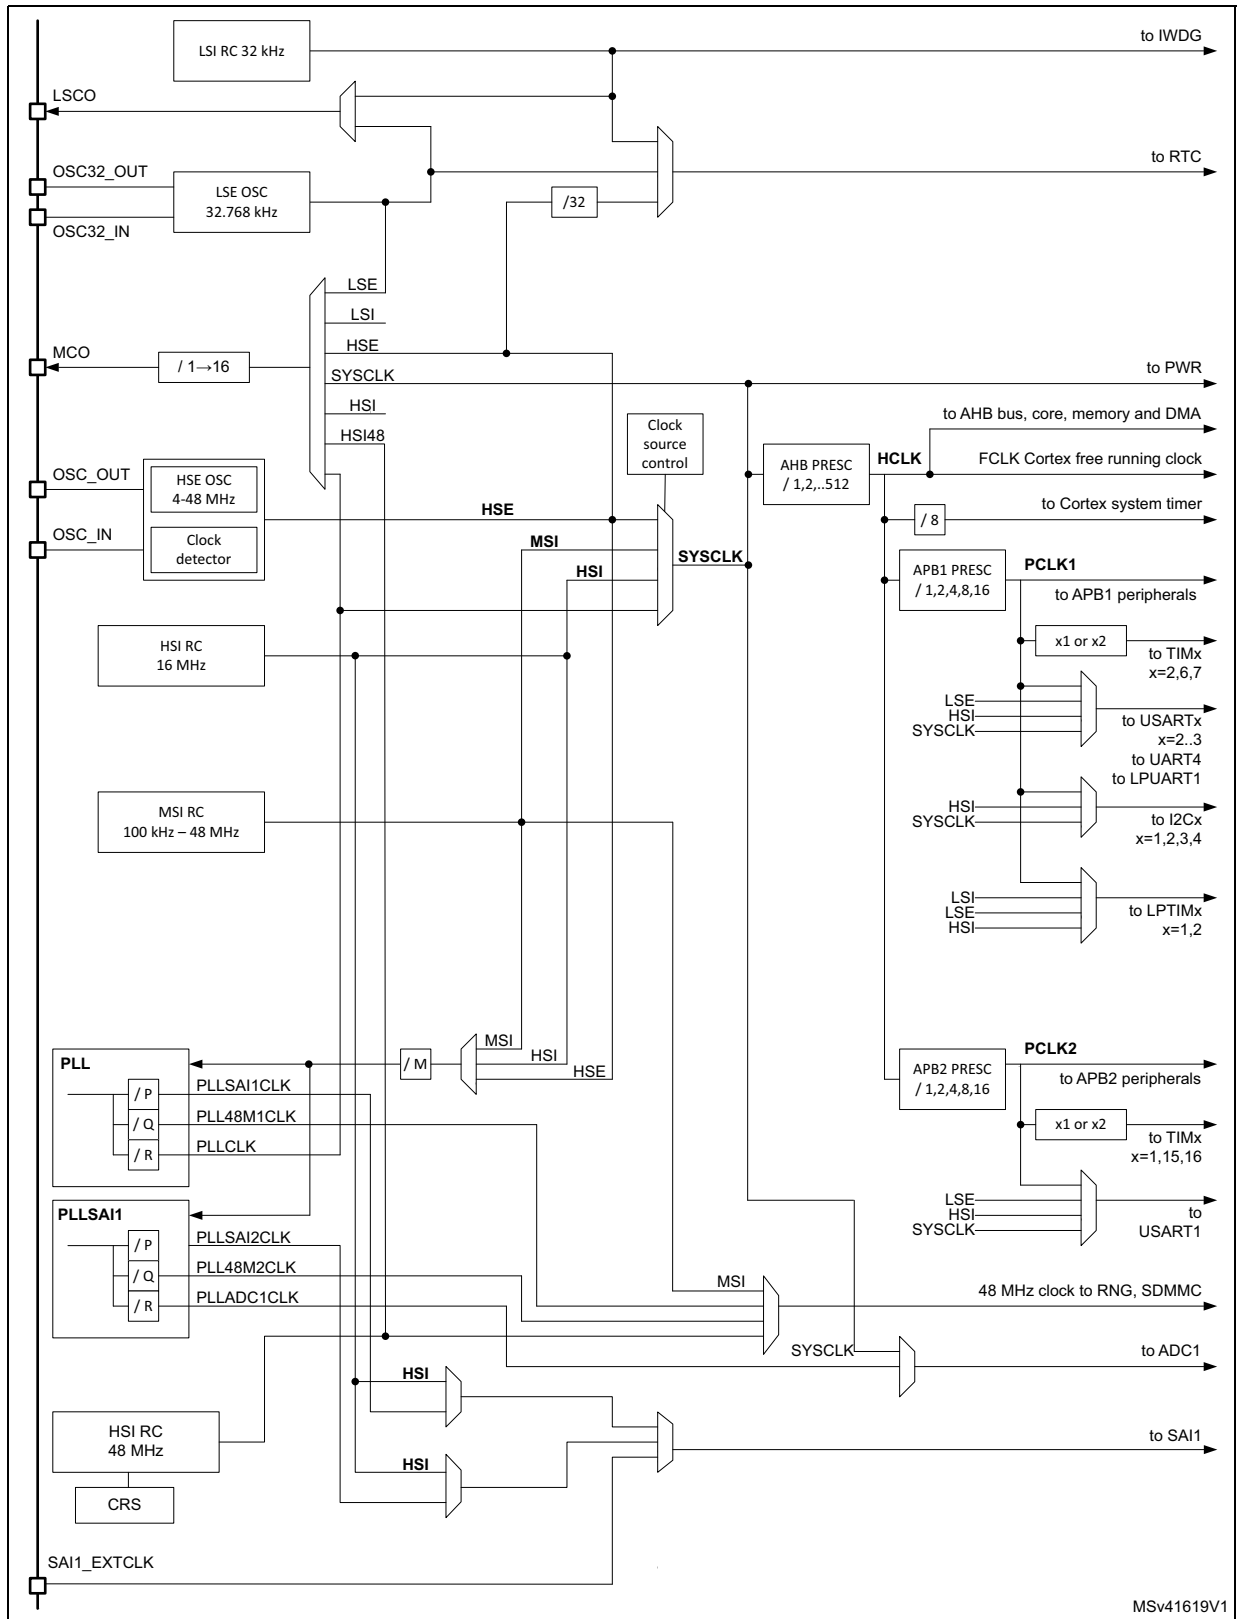 to IWDG
LSI RC 32 kHz
LSCO
to RTC
OSC32_OUT
LSE OSC
32.768 kHz
/32
OSC32_IN
LSE
LSI
MCO
/ 1→16
HSE
to PWR
SYSCLK
HSI
to AHB bus, core, memory and DMA
Clock
source
control
HSI48
AHB PRESC
/ 1,2,..512
HCLK
FCLK Cortex free running clock
OSC_OUT
HSE OSC
4-48 MHz
to Cortex system timer
/ 8
HSE
OSC_IN
Clock
detector
MSI
SYSCLK
HSI
APB1 PRESC
/ 1,2,4,8,16
PCLK1
to APB1 peripherals
HSI RC
16 MHz
x1 or x2
to TIMx
x=2,6,7
LSE
HSI
SYSCLK
to USARTx
x=2..3
to UART4
to LPUART1
MSI RC
100 kHz – 48 MHz
HSI
SYSCLK
to I2Cx
x=1,2,3,4
LSI
LSE
HSI
to LPTIMx
x=1,2
PLL
/ M
MSI
HSI
HSE
APB2 PRESC
/ 1,2,4,8,16
PCLK2
to APB2 peripherals
/ P
PLLSAI1CLK
/ Q
PLL48M1CLK
/ R
PLLCLK
x1 or x2
to TIMx
x=1,15,16
PLLSAI1
LSE
HSI
SYSCLK
to
USART1
/ P
PLLSAI2CLK
/ Q
PLL48M2CLK
/ R
PLLADC1CLK
MSI
48 MHz clock to RNG, SDMMC
SYSCLK
to ADC1
HSI
HSI RC
48 MHz
to SAI1
HSI
CRS
SAI1_EXTCLK
MSv41619V1